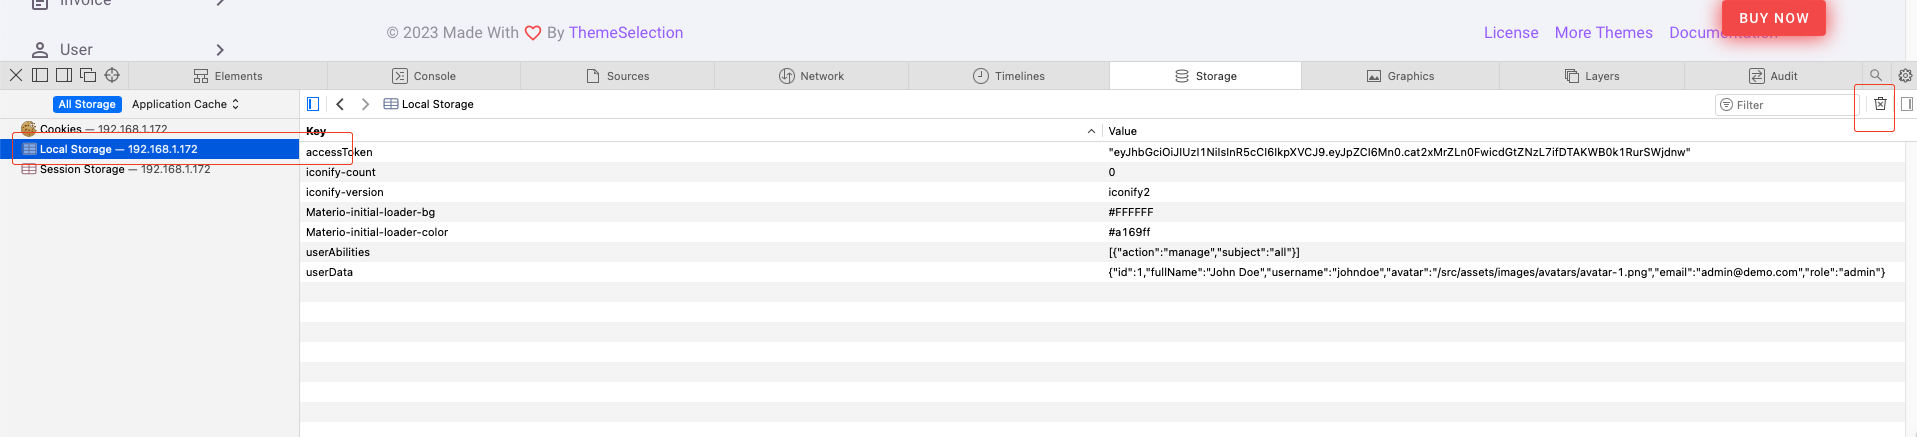 Invoice
User
© 2023 Made With By ThemeSelection
License More Themes Documentation
BUY NOW
Elements Console Sources Network Timelines Storage Graphics Layers Audit
All Storage Application Cache
Local Storage
Filter
Cookies — 192.168.1.172
Local Storage — 192.168.1.172
Session Storage — 192.168.1.172
Key Value
accessToken "eyJhbGciOiJIUzI1NiIsInR5cCI6IkpXVCJ9.eyJpZCI6Mn0.cat2xMrZLn0FwicdGtZNzL7ifDTAKWB0k1RurSWjdnw"
iconify-count 0
iconify-version iconify2
Materio-initial-loader-bg #FFFFFF
Materio-initial-loader-color #a169ff
userAbilities [{"action":"manage","subject":"all"}]
userData {"id":1,"fullName":"John Doe","username":"johndoe","avatar":"/src/assets/images/avatars/avatar-1.png","email":"admin@demo.com","role":"admin"}